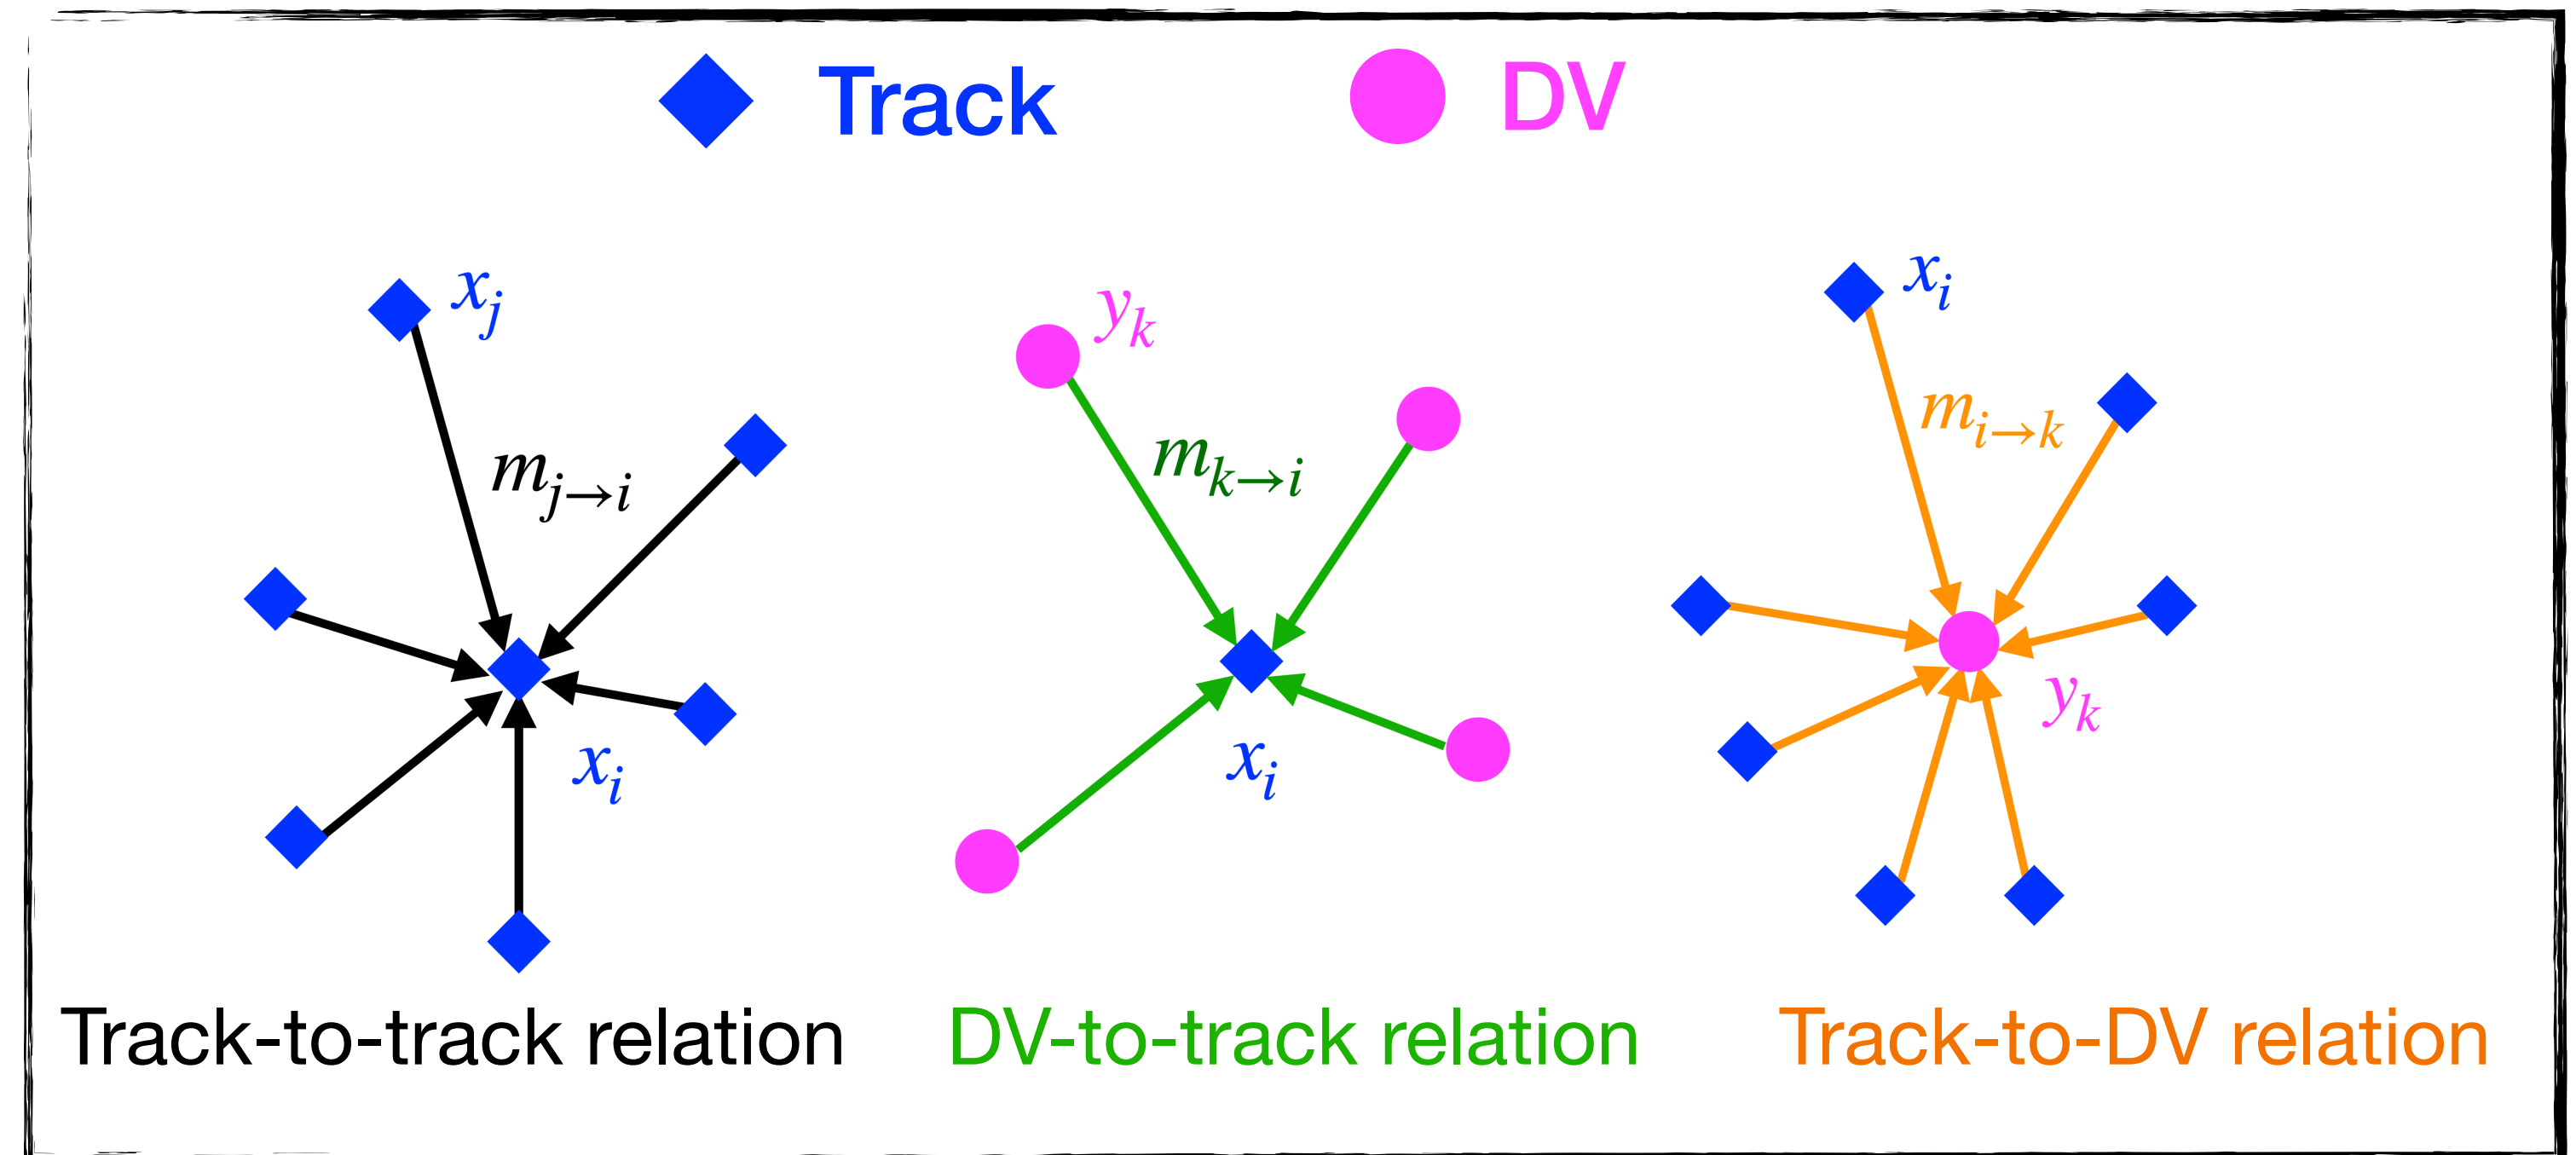 Track DV
x_j
m_{j→i}
x_i
Track-to-track relation
y_k
m_{k→i}
x_i
DV-to-track relation
x_i
m_{i→k}
y_k
Track-to-DV relation